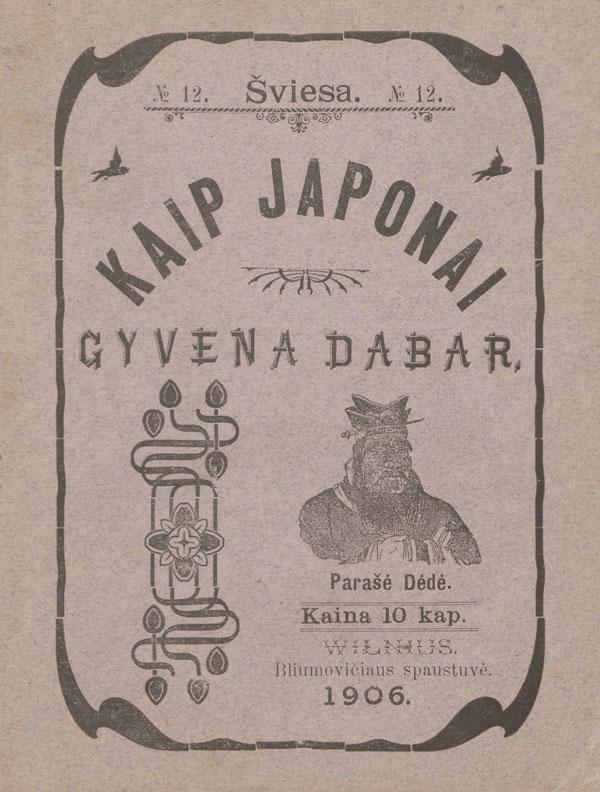 № 12. Šviesa. № 12.
KAIP JAPONAI
GYVENA DABAR,
Parašė Dėdė.
Kaina 10 kap.
WILNIUS.
Bliumovičiaus spaustuvė.
1906.